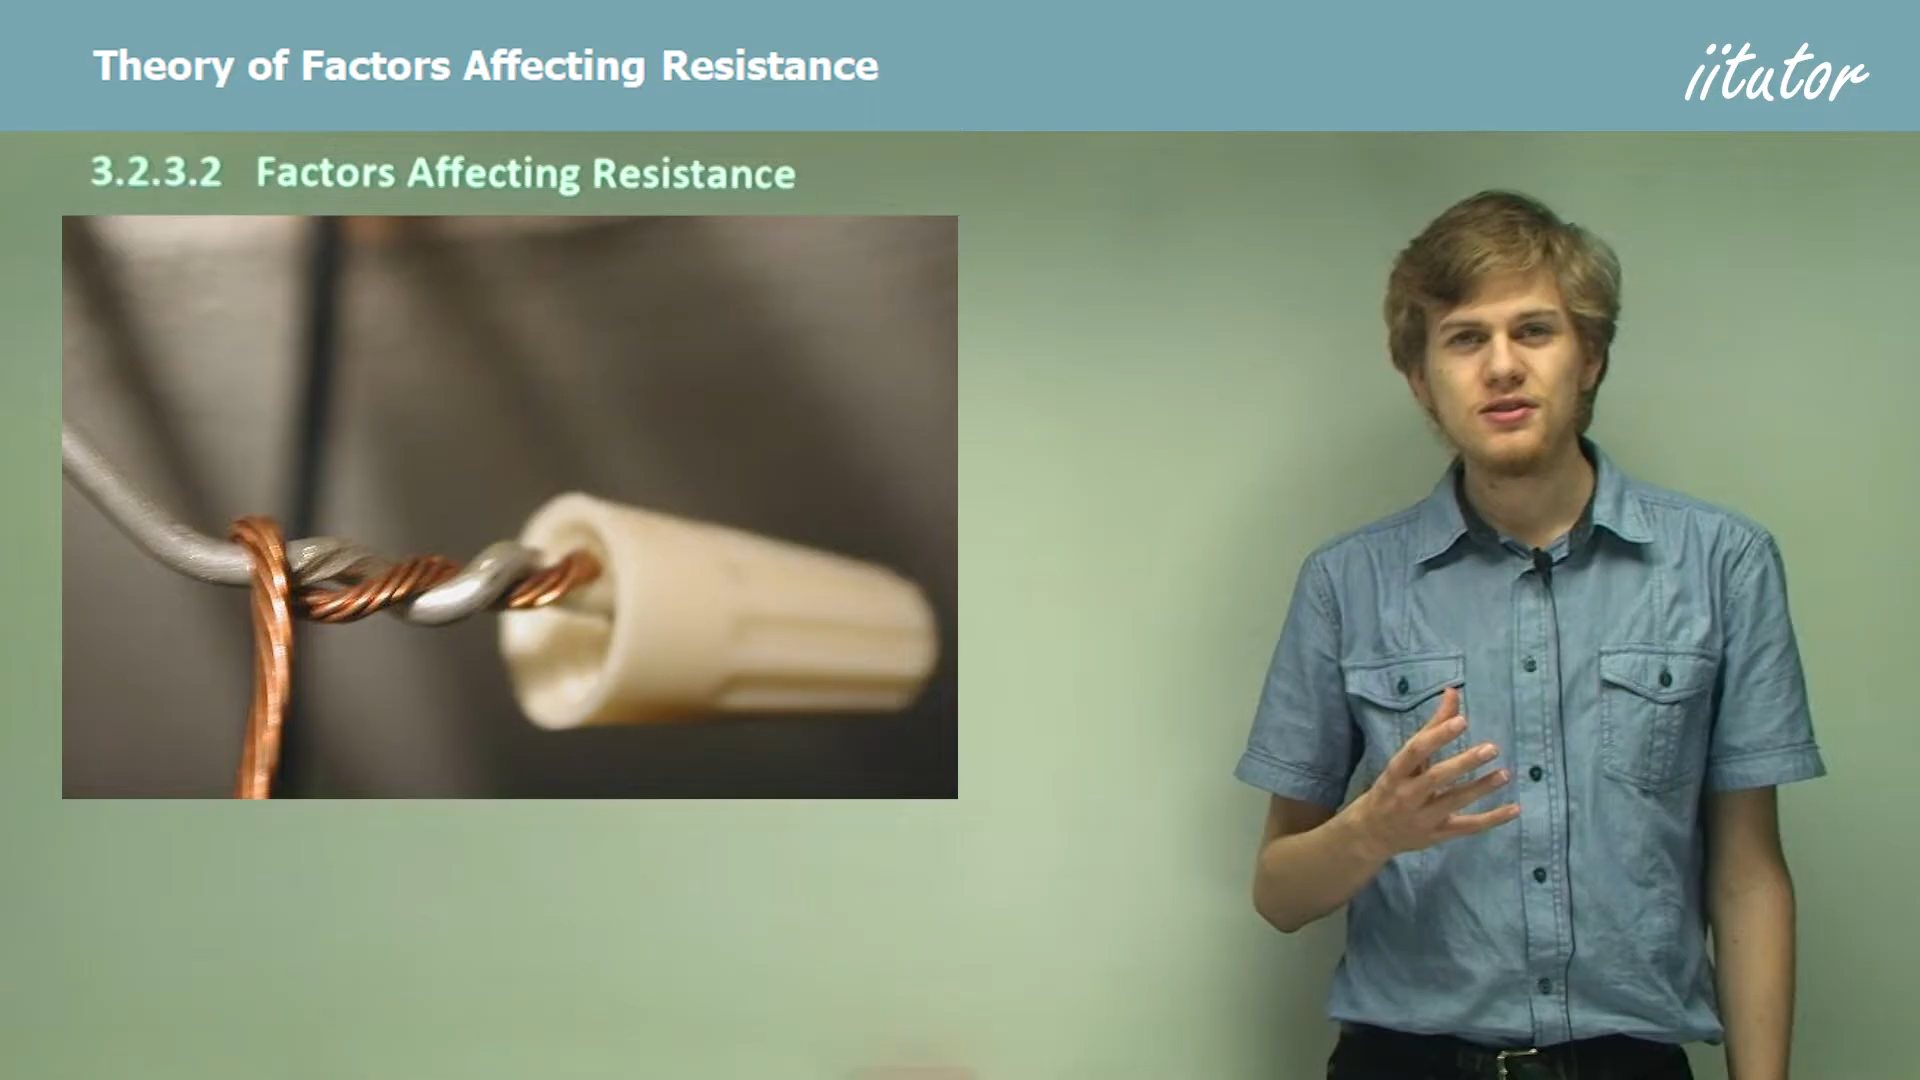 Theory of Factors Affecting Resistance
iitutor
3.2.3.2 Factors Affecting Resistance